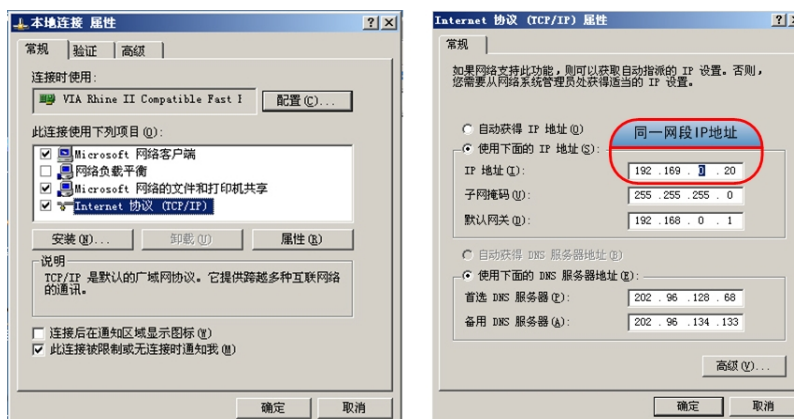 本地连接 属性
常规 验证 高级
连接时使用:
VIA Rhine II Compatible Fast E
配置(C)...
此连接使用下列项目(O):
Microsoft 网络客户端
网络负载平衡
Microsoft 网络的文件和打印机共享
Internet 协议 (TCP/IP)
安装(N)... 卸载(U) 属性(R)
说明
TCP/IP 是默认的广域网协议。它提供跨越多种互联网络
的通讯。
连接后在通知区域显示图标(W)
此连接被限制或无连接时通知我(M)
确定 取消
Internet 协议 (TCP/IP) 属性
常规
如果网络支持此功能，则可以获取自动指派的 IP 设置。否则，
您需要从网络系统管理员处获得适当的 IP 设置。
自动获得 IP 地址(O)
同一网段IP地址
使用下面的 IP 地址(S):
IP 地址(I): 192 .169 . 0 . 20
子网掩码(U): 255 .255 .255 . 0
默认网关(D): 192 .168 . 0 . 1
自动获得 DNS 服务器地址(B)
使用下面的 DNS 服务器地址(E):
首选 DNS 服务器(P): 202 . 96 .128 . 68
备用 DNS 服务器(A): 202 . 96 .134 .133
高级(V)...
确定 取消